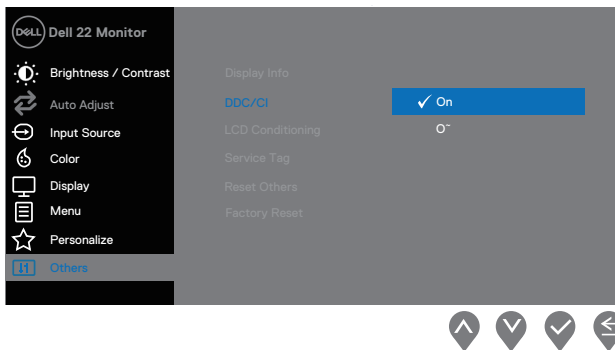 DELL Dell 22 Monitor
Brightness / Contrast
Auto Adjust
Input Source
Color
Display
Menu
Personalize
Others
Display Info
DDC/CI
LCD Conditioning
Service Tag
Reset Others
Factory Reset
On
O˜